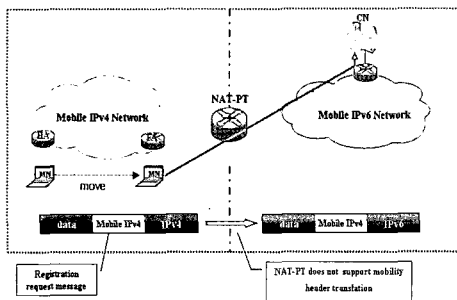 CN
NAT-PT
Mobile IPv4 Network
Mobile IPv6 Network
HA
FA
MN
MN
move
data Mobile IPv4 IPv4
data Mobile IPv4 IPv6
Registration
request message
NAT-PT does not support mobility
header translation